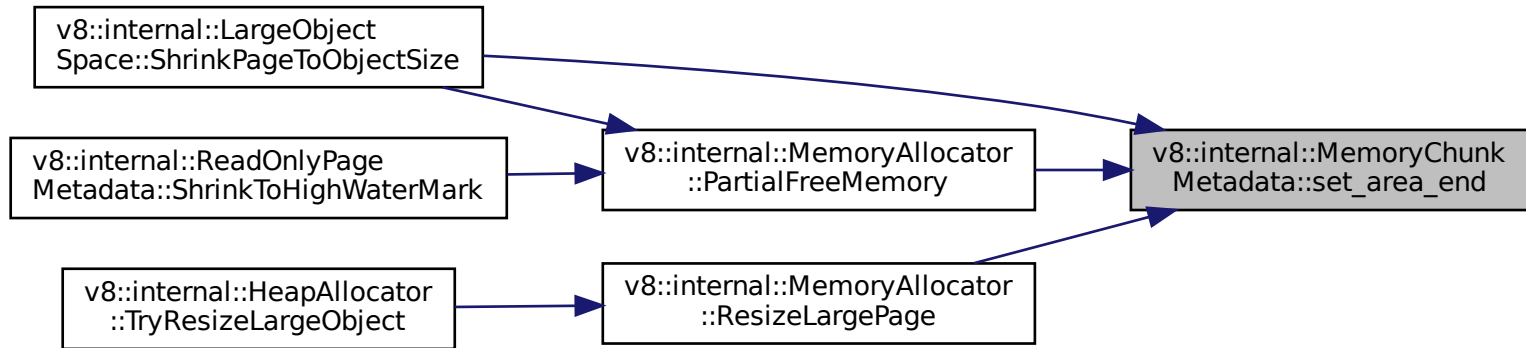 v8::internal::LargeObject
Space::ShrinkPageToObjectSize
v8::internal::ReadOnlyPage
Metadata::ShrinkToHighWaterMark
v8::internal::HeapAllocator
::TryResizeLargeObject
v8::internal::MemoryAllocator
::PartialFreeMemory
v8::internal::MemoryAllocator
::ResizeLargePage
v8::internal::MemoryChunk
Metadata::set_area_end